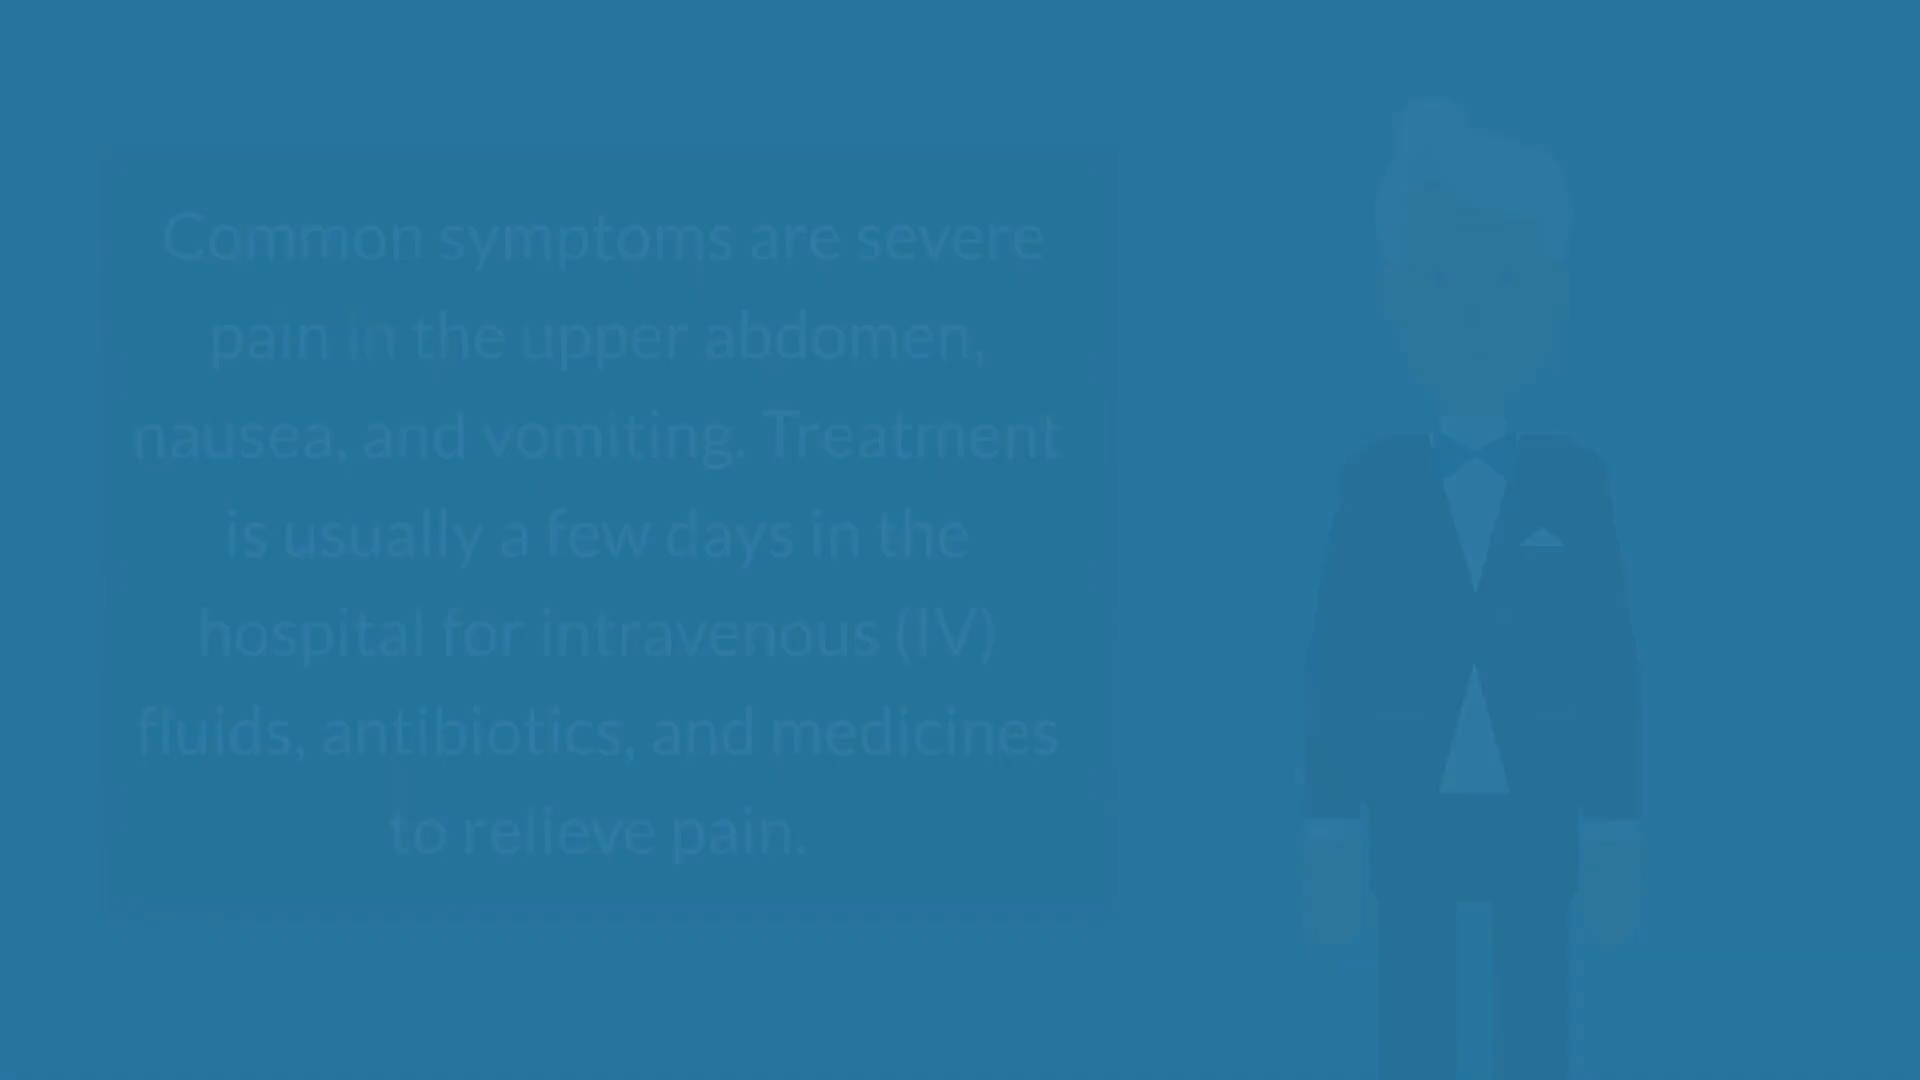 Common symptoms are severe
pain in the upper abdomen,
nausea, and vomiting. Treatment
is usually a few days in the
hospital for intravenous (IV)
fluids, antibiotics, and medicines
to relieve pain.